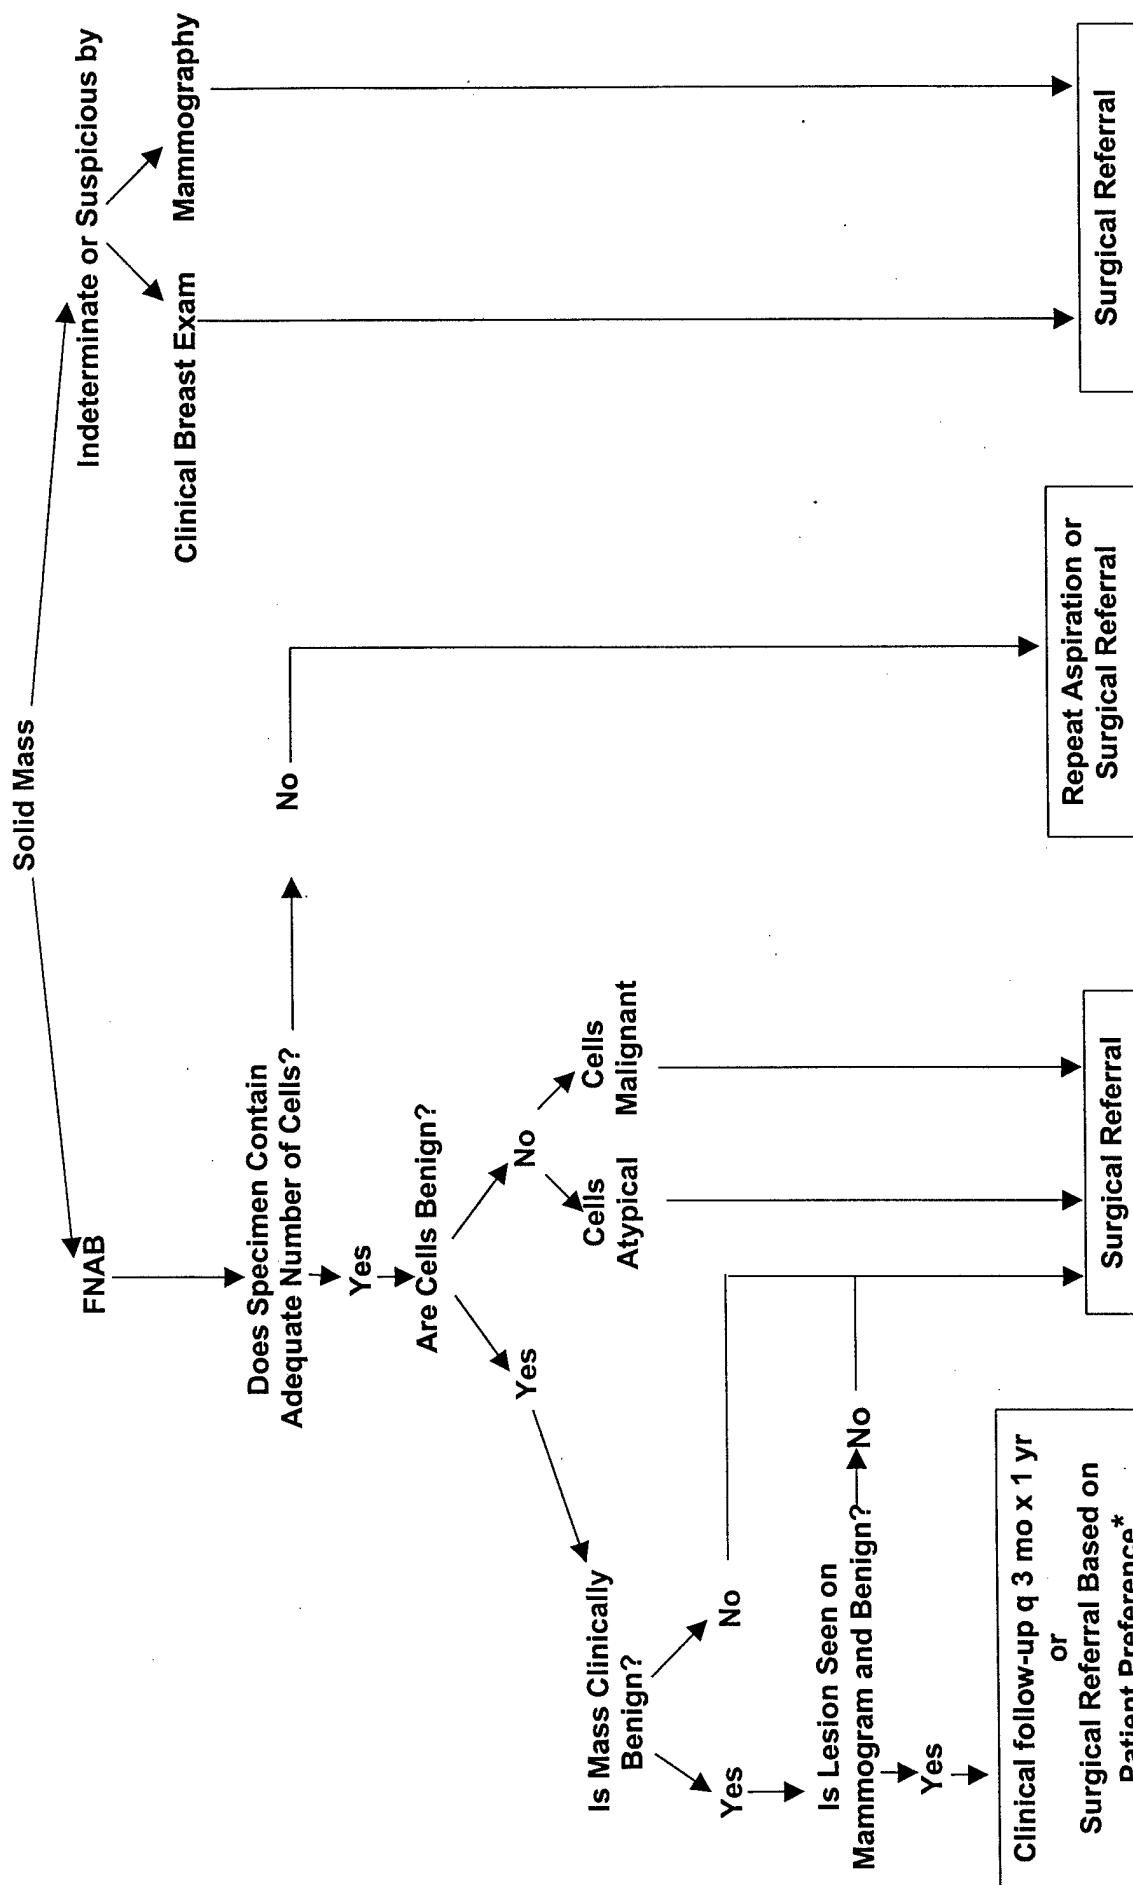 Solid Mass
FNAB
Indeterminate or Suspicious by
Clinical Breast Exam
Mammography
Does Specimen Contain
Adequate Number of Cells?
No
Yes
Are Cells Benign?
Yes
No
Cells
Atypical
Cells
Malignant
Is Mass Clinically
Benign?
Yes
No
Is Lesion Seen on
Mammogram and Benign?
No
Yes
Clinical follow-up q 3 mo x 1 yr
or
Surgical Referral Based on
Patient Preference*
Surgical Referral
Repeat Aspiration or
Surgical Referral
Surgical Referral